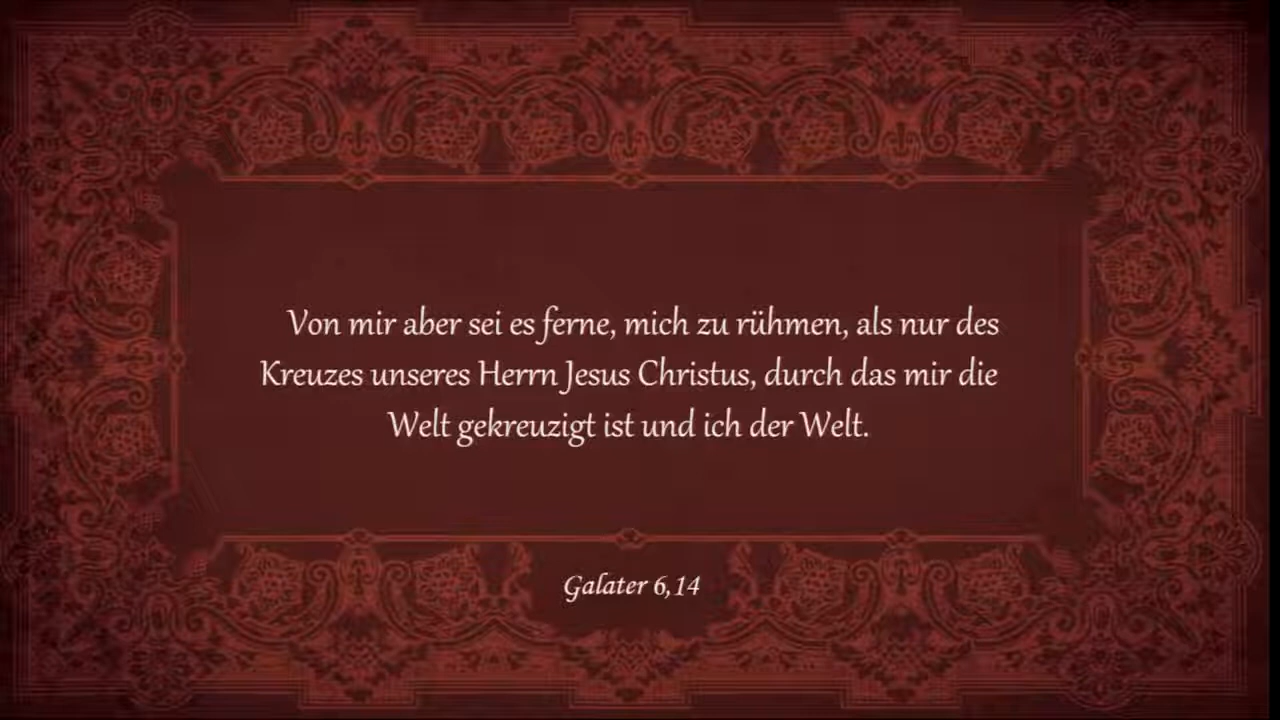 Von mir aber sei es ferne, mich zu rühmen, als nur des
Kreuzes unseres Herrn Jesus Christus, durch das mir die
Welt gekreuzigt ist und ich der Welt.
Galater 6,14